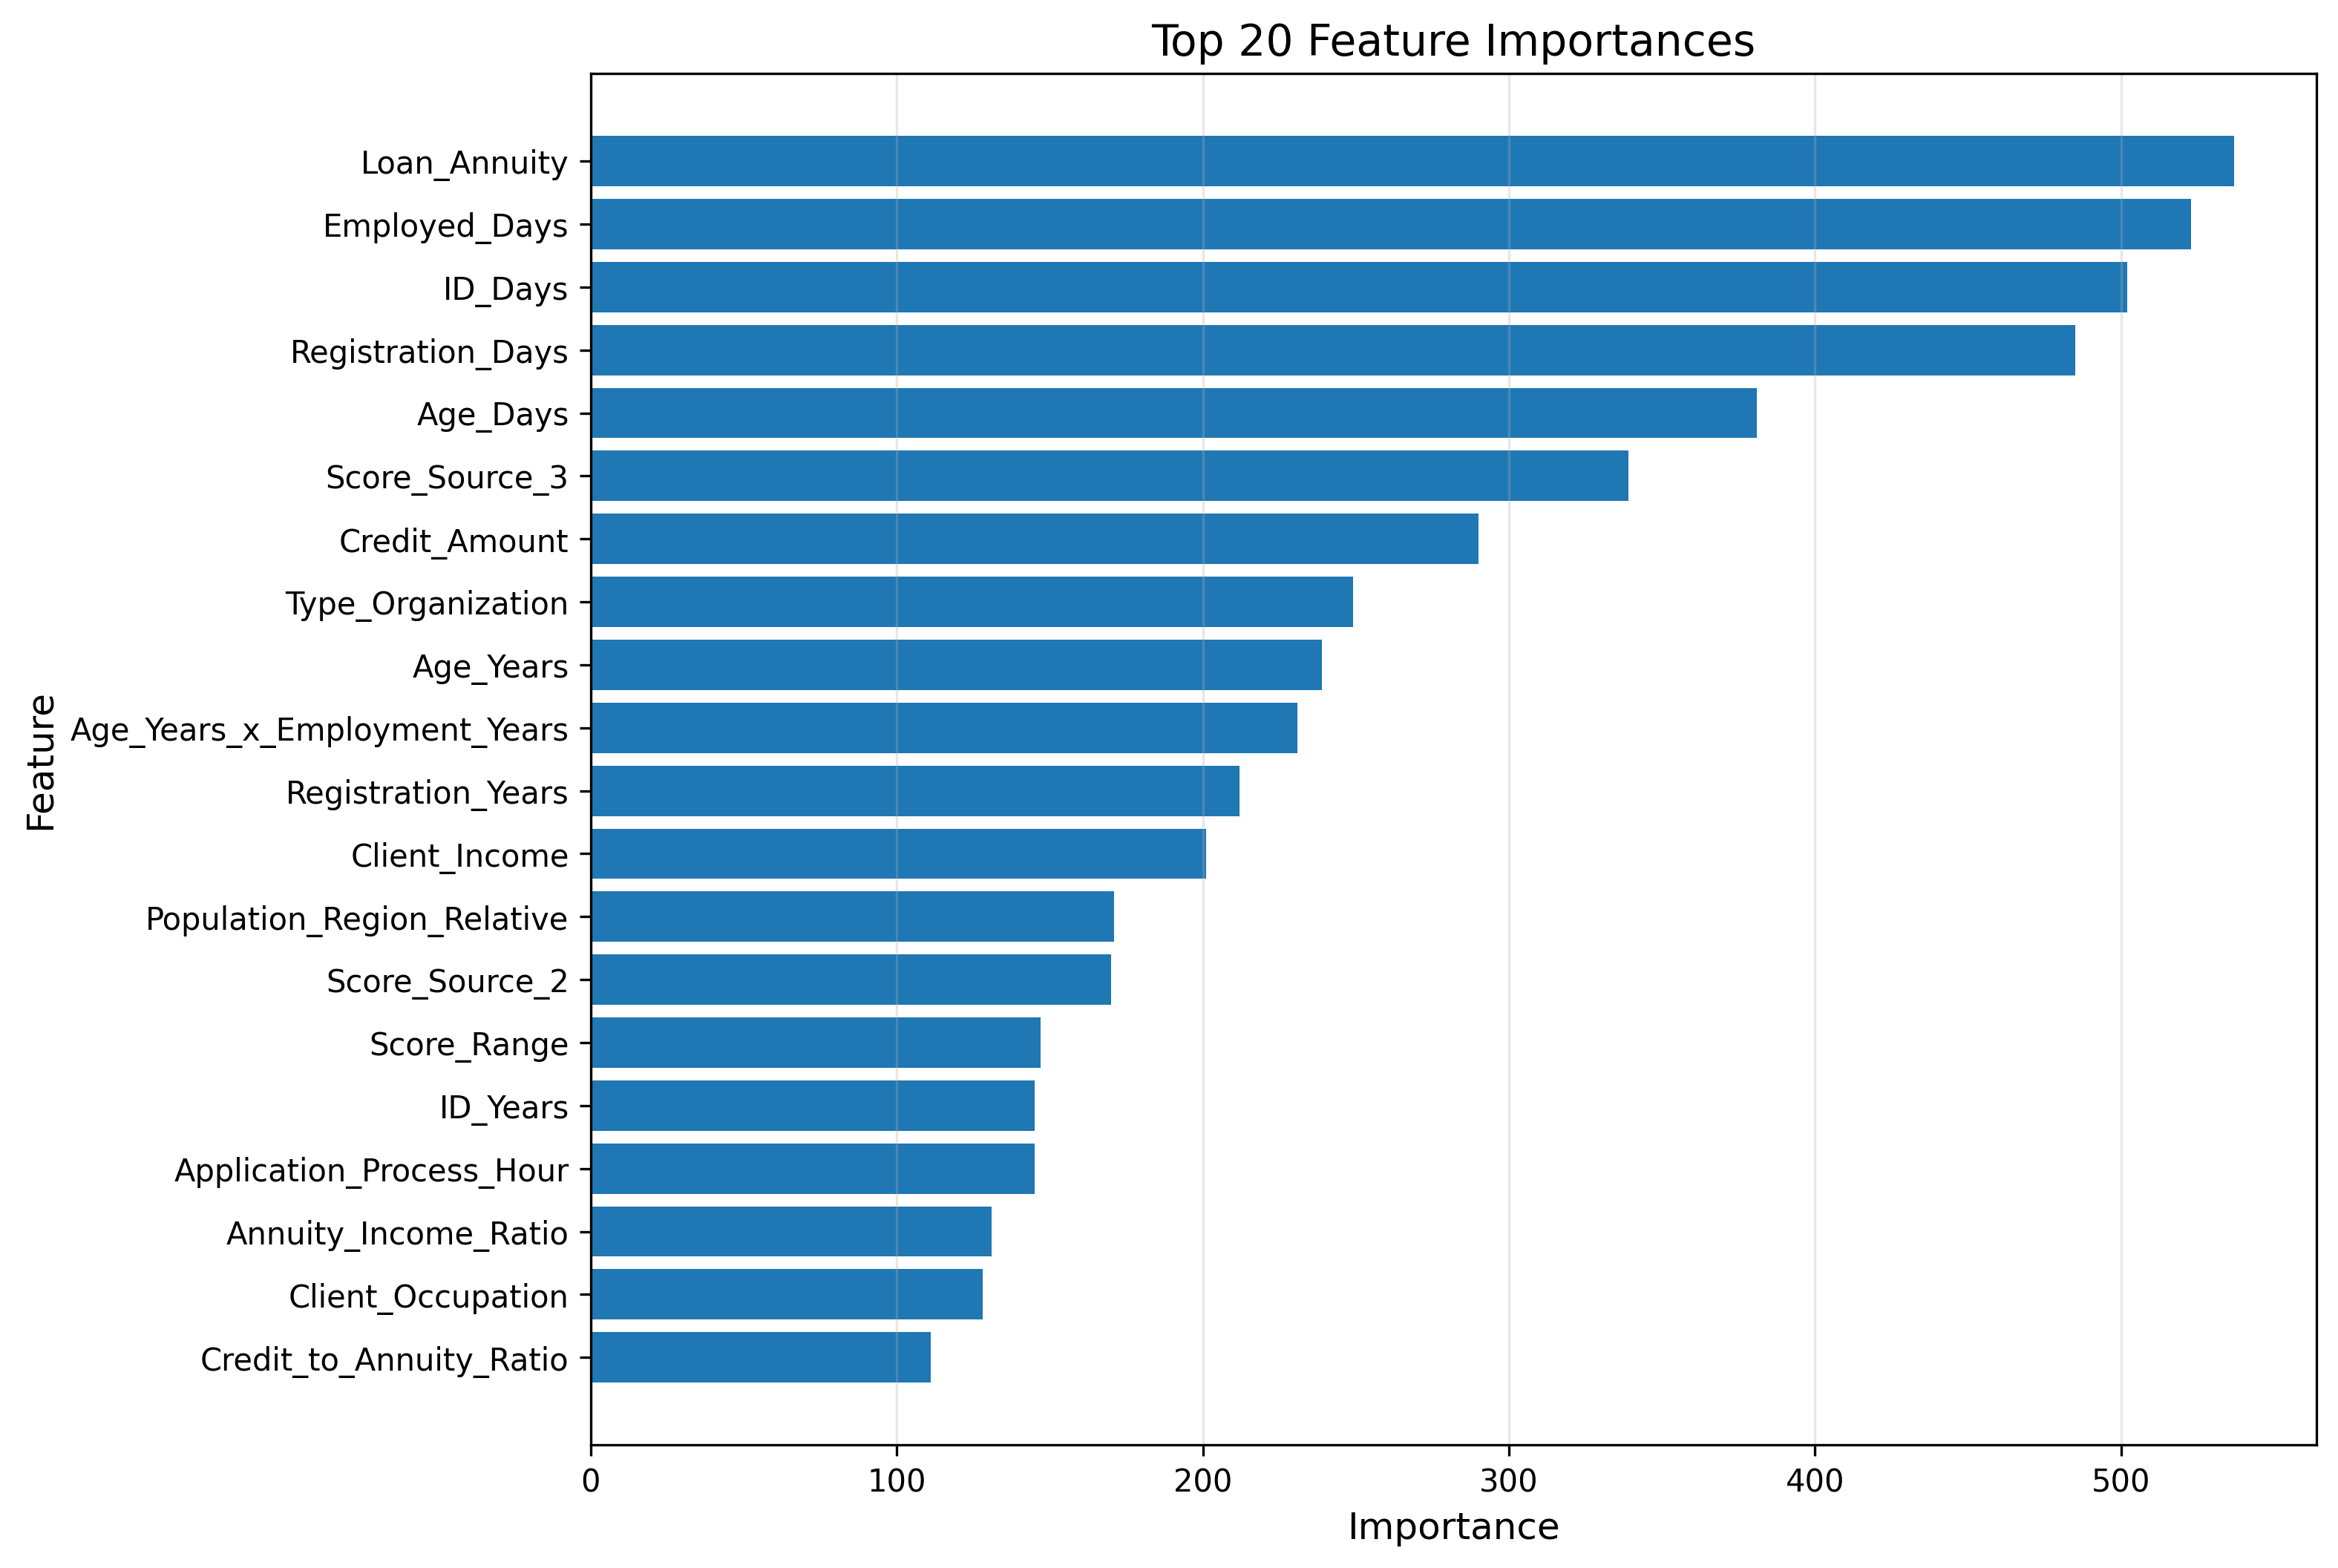 Top 20 Feature Importances
Feature
Loan_Annuity
Employed_Days
ID_Days
Registration_Days
Age_Days
Score_Source_3
Credit_Amount
Type_Organization
Age_Years
Age_Years_x_Employment_Years
Registration_Years
Client_Income
Population_Region_Relative
Score_Source_2
Score_Range
ID_Years
Application_Process_Hour
Annuity_Income_Ratio
Client_Occupation
Credit_to_Annuity_Ratio
0 100 200 300 400 500
Importance